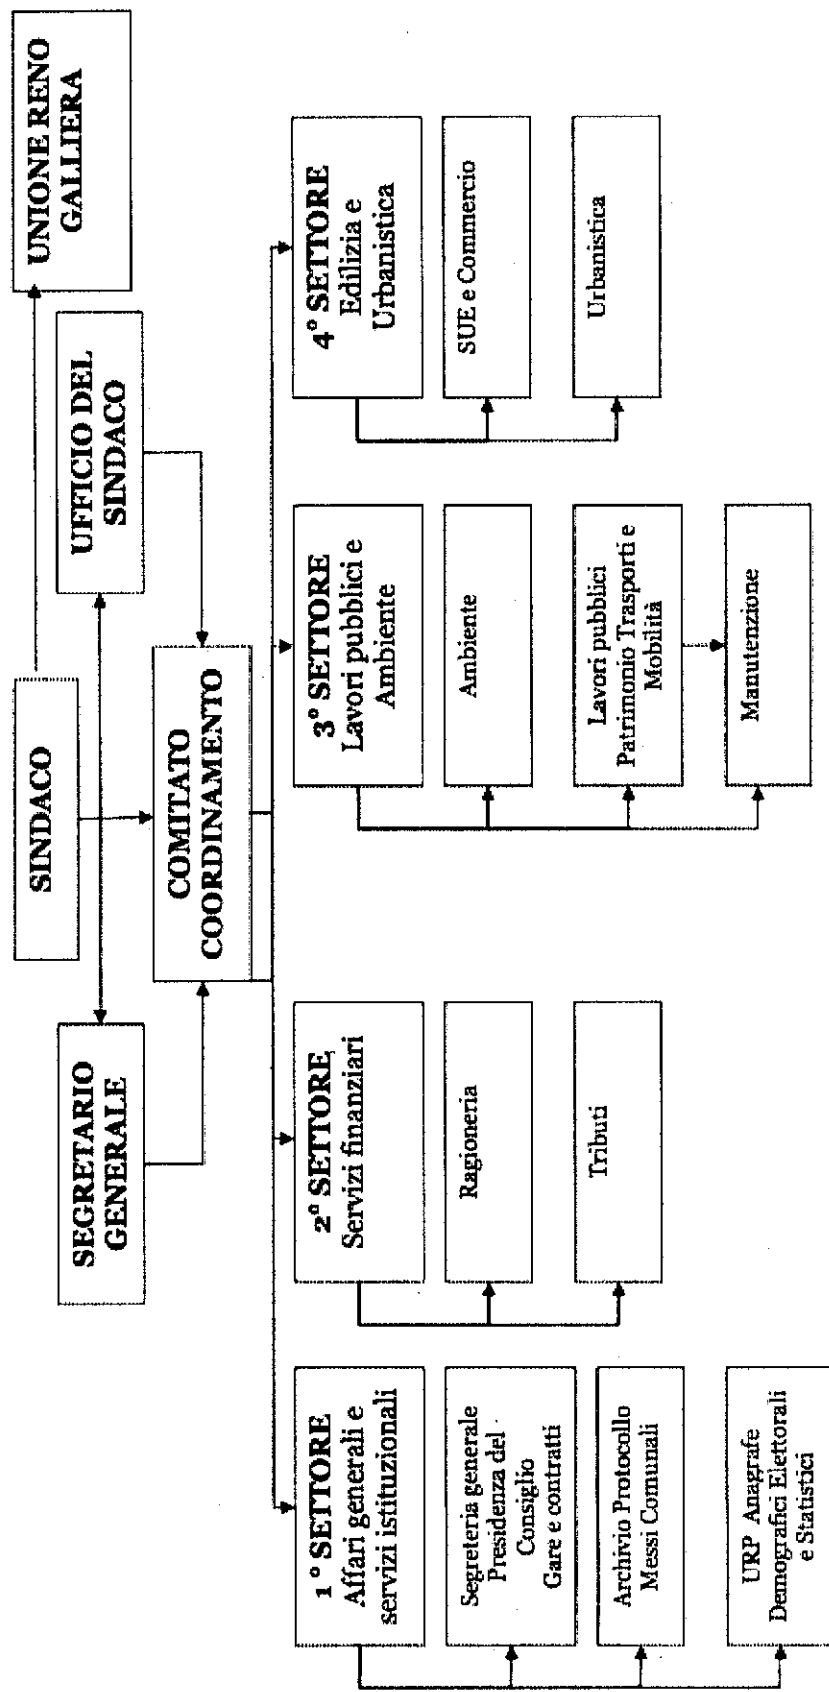 UNIONE RENO
GALLIERA
SINDACO
SEGRETARIO
GENERALE
UFFICIO DEL
SINDACO
COMITATO
COORDINAMENTO
1° SETTORE
Affari generali e
servizi istituzionali
Segreteria generale
Presidenza del
Consiglio
Gare e contratti
Archivio Protocollo
Messi Comunali
URP Anagrafe
Demografici Elettorali
e Statistici
2° SETTORE
Servizi finanziari
Ragioneria
Tributi
3° SETTORE
Lavori pubblici e
Ambiente
Ambiente
Lavori pubblici
Patrimonio Trasporti e
Mobilità
Manutenzione
4° SETTORE
Edilizia e
Urbanistica
SUE e Commercio
Urbanistica